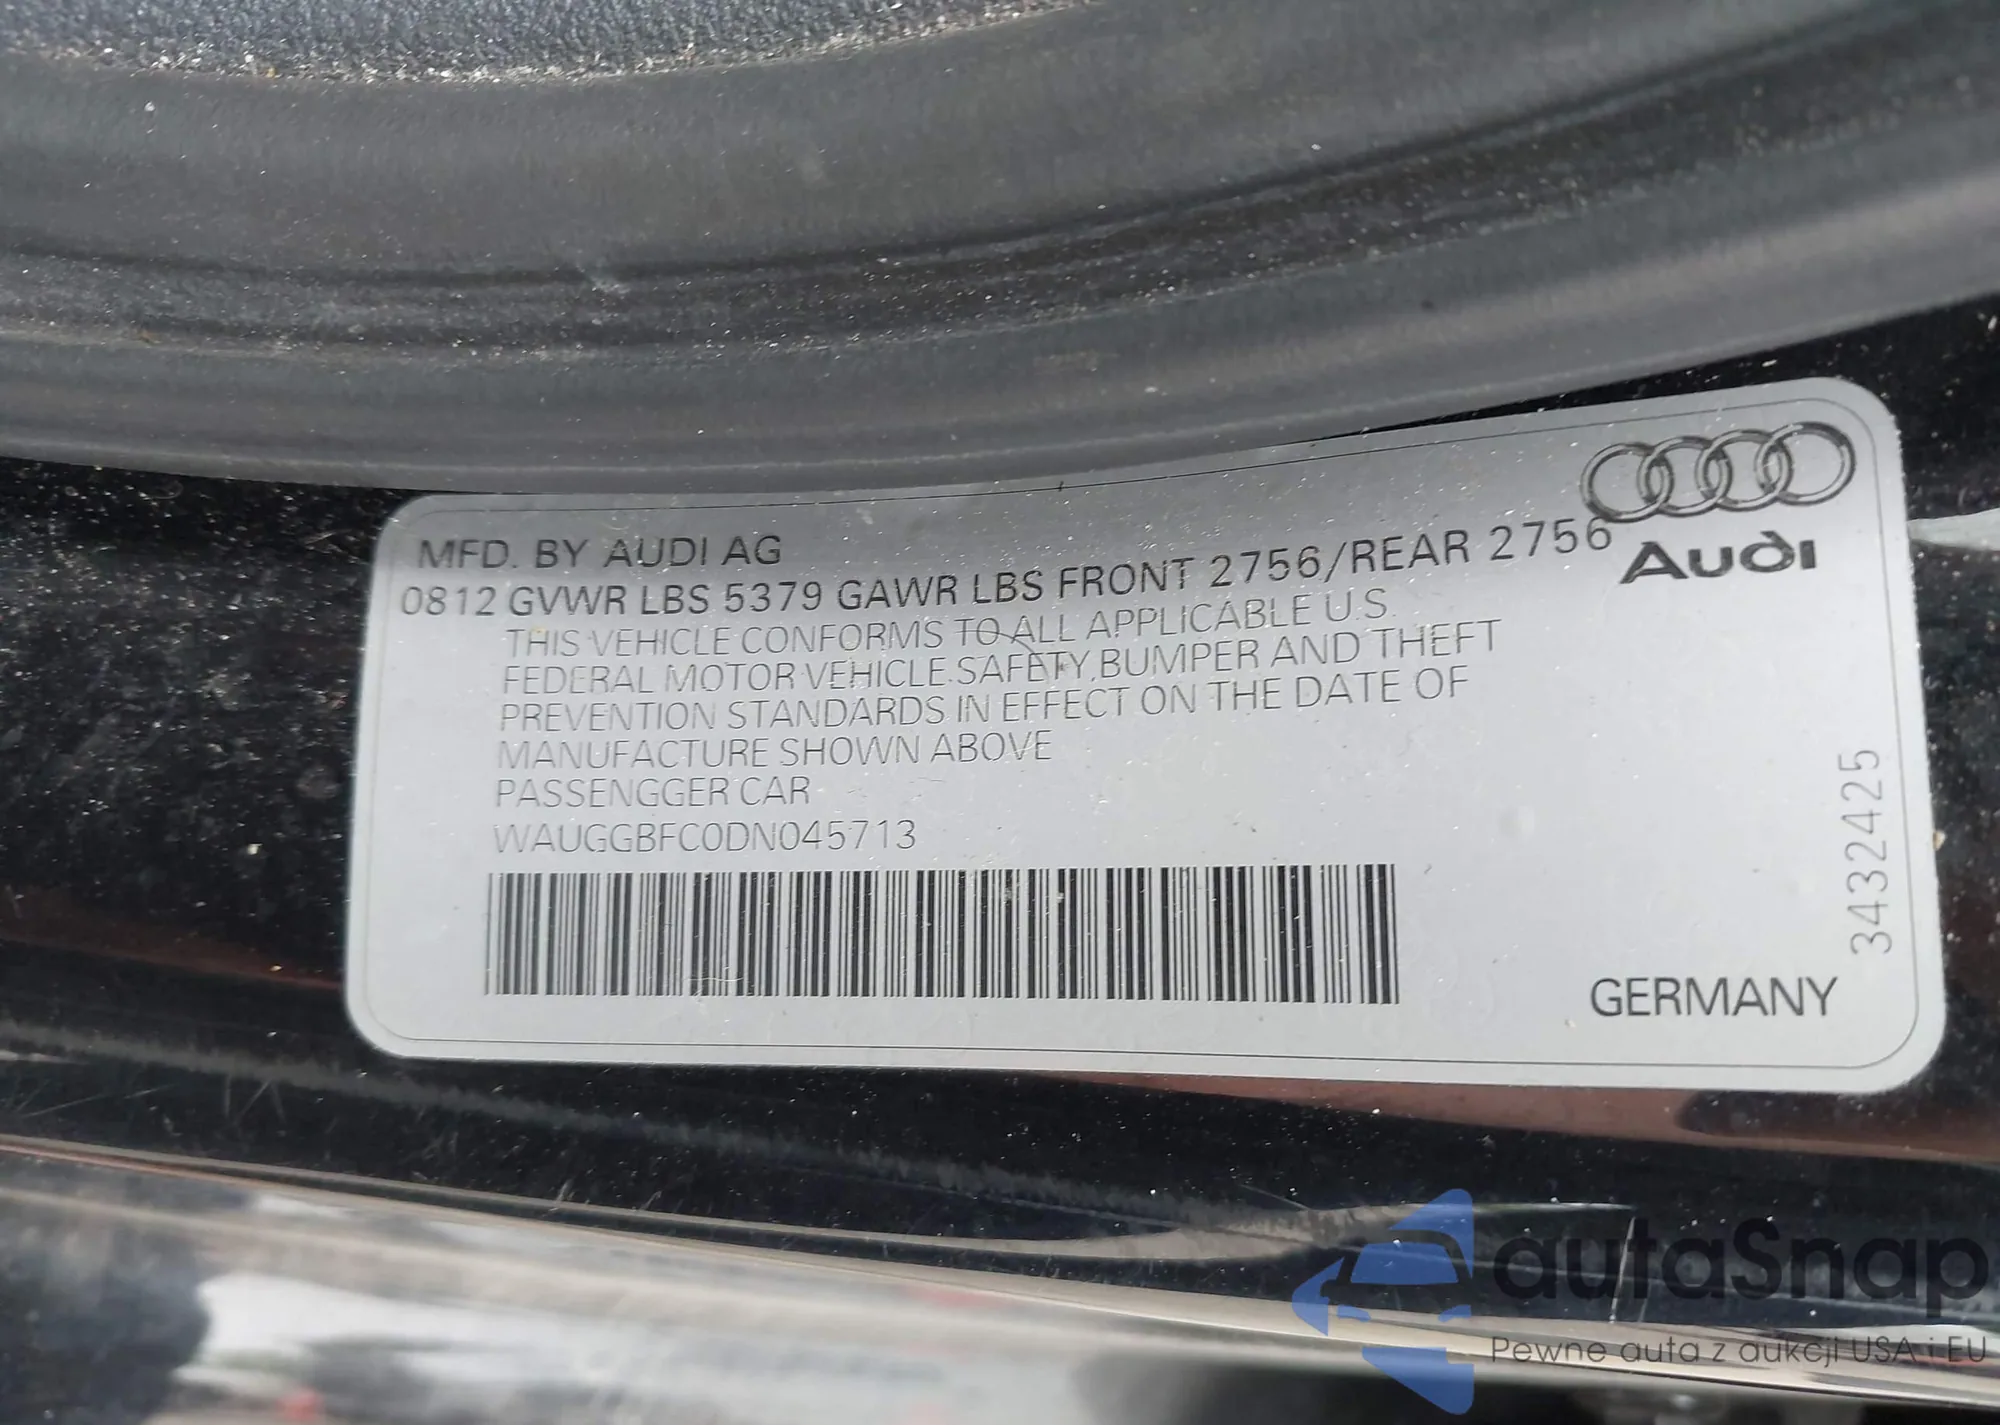 MFD. BY AUDI AG
0812 GVWR LBS 5379 GAWR LBS FRONT 2756/REAR 2756
Audi
THIS VEHICLE CONFORMS TO ALL APPLICABLE U.S.
FEDERAL MOTOR VEHICLE SAFETY, BUMPER AND THEFT
PREVENTION STANDARDS IN EFFECT ON THE DATE OF
MANUFACTURE SHOWN ABOVE
PASSENGGER CAR
WAUGGBFC0DN045713
3432425
GERMANY
autaSnap
Pewne auta z aukcji USA i EU